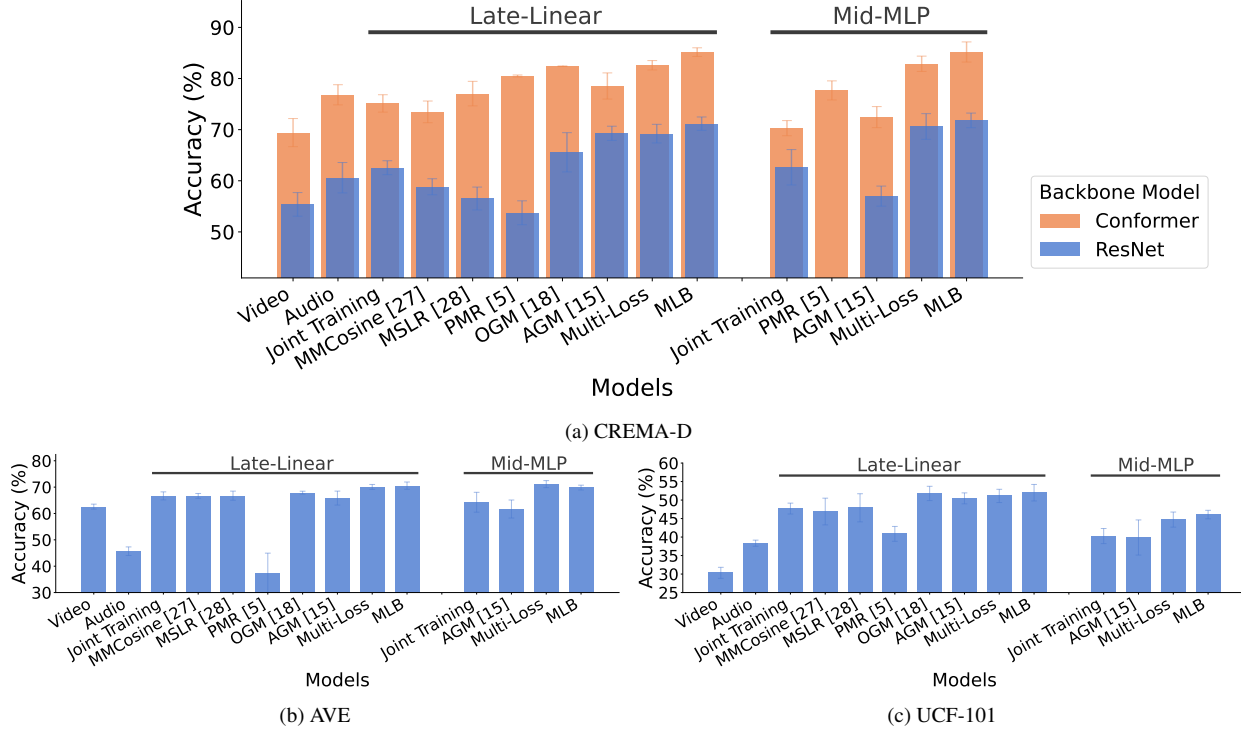 Late-Linear
Mid-MLP
Accuracy (%)
90
80
70
60
50
Video
Audio
Joint Training
MMCosine [27]
MSLR [28]
PMR [5]
OGM [18]
AGM [15]
Multi-Loss
MLB
Joint Training
PMR [5]
AGM [15]
Multi-Loss
MLB
Models
Backbone Model
Conformer
ResNet
(a) CREMA-D
Late-Linear
Mid-MLP
Accuracy (%)
80
70
60
50
40
30
Video
Audio
Joint Training
MMCosine [27]
MSLR [28]
PMR [5]
OGM [18]
AGM [15]
Multi-Loss
MLB
Joint Training
AGM [15]
Multi-Loss
MLB
Models
(b) AVE
Late-Linear
Mid-MLP
Accuracy (%)
60
55
50
45
40
35
30
25
Video
Audio
Joint Training
MMCosine [27]
MSLR [28]
PMR [5]
OGM [18]
AGM [15]
Multi-Loss
MLB
Joint Training
AGM [15]
Multi-Loss
MLB
Models
(c) UCF-101